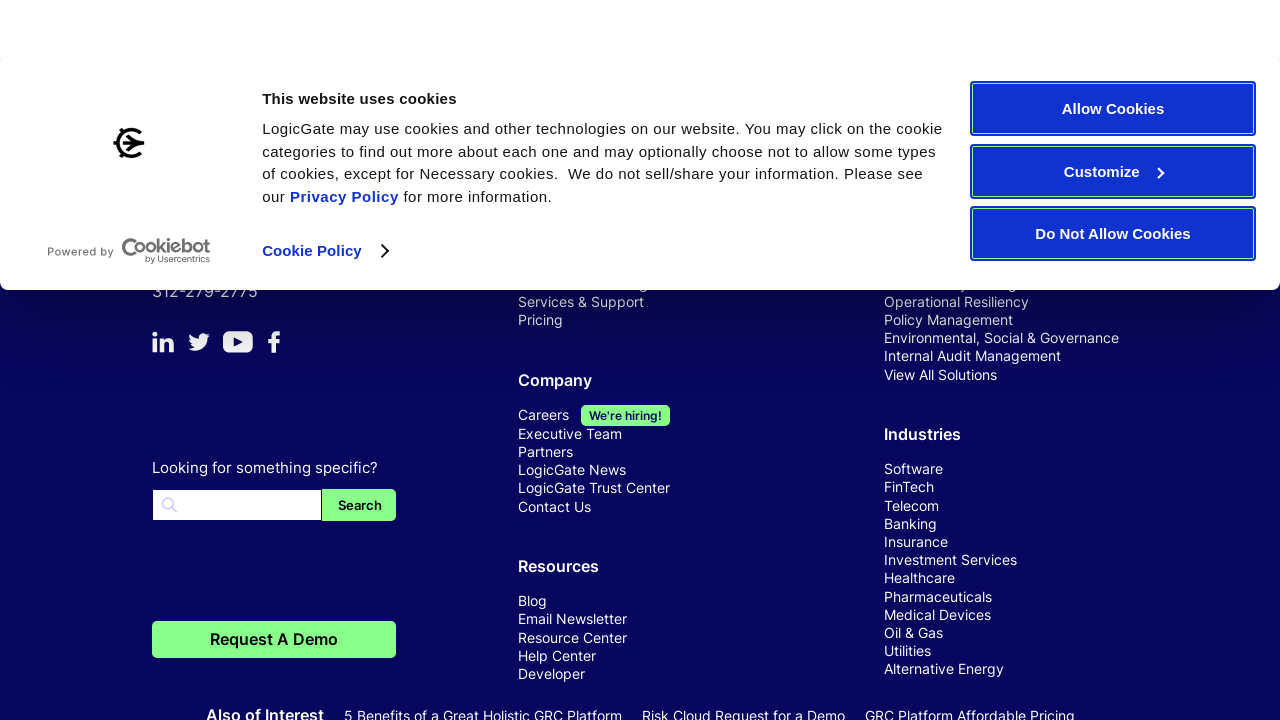 This website uses cookies
LogicGate may use cookies and other technologies on our website. You may click on the cookie
categories to find out more about each one and may optionally choose not to allow some types
of cookies, except for Necessary cookies.  We do not sell/share your information. Please see
our Privacy Policy for more information.
Cookie Policy
Powered by Cookiebot
by Usercentrics
Allow Cookies
Customize
Do Not Allow Cookies
312-279-2775
Looking for something specific?
Search
Request A Demo
Services & Support
Pricing
Company
Careers We're hiring!
Executive Team
Partners
LogicGate News
LogicGate Trust Center
Contact Us
Resources
Blog
Email Newsletter
Resource Center
Help Center
Developer
Operational Resiliency
Policy Management
Environmental, Social & Governance
Internal Audit Management
View All Solutions
Industries
Software
FinTech
Telecom
Banking
Insurance
Investment Services
Healthcare
Pharmaceuticals
Medical Devices
Oil & Gas
Utilities
Alternative Energy
Also of Interest 5 Benefits of a Great Holistic GRC Platform Risk Cloud Request for a Demo GRC Platform Affordable Pricing